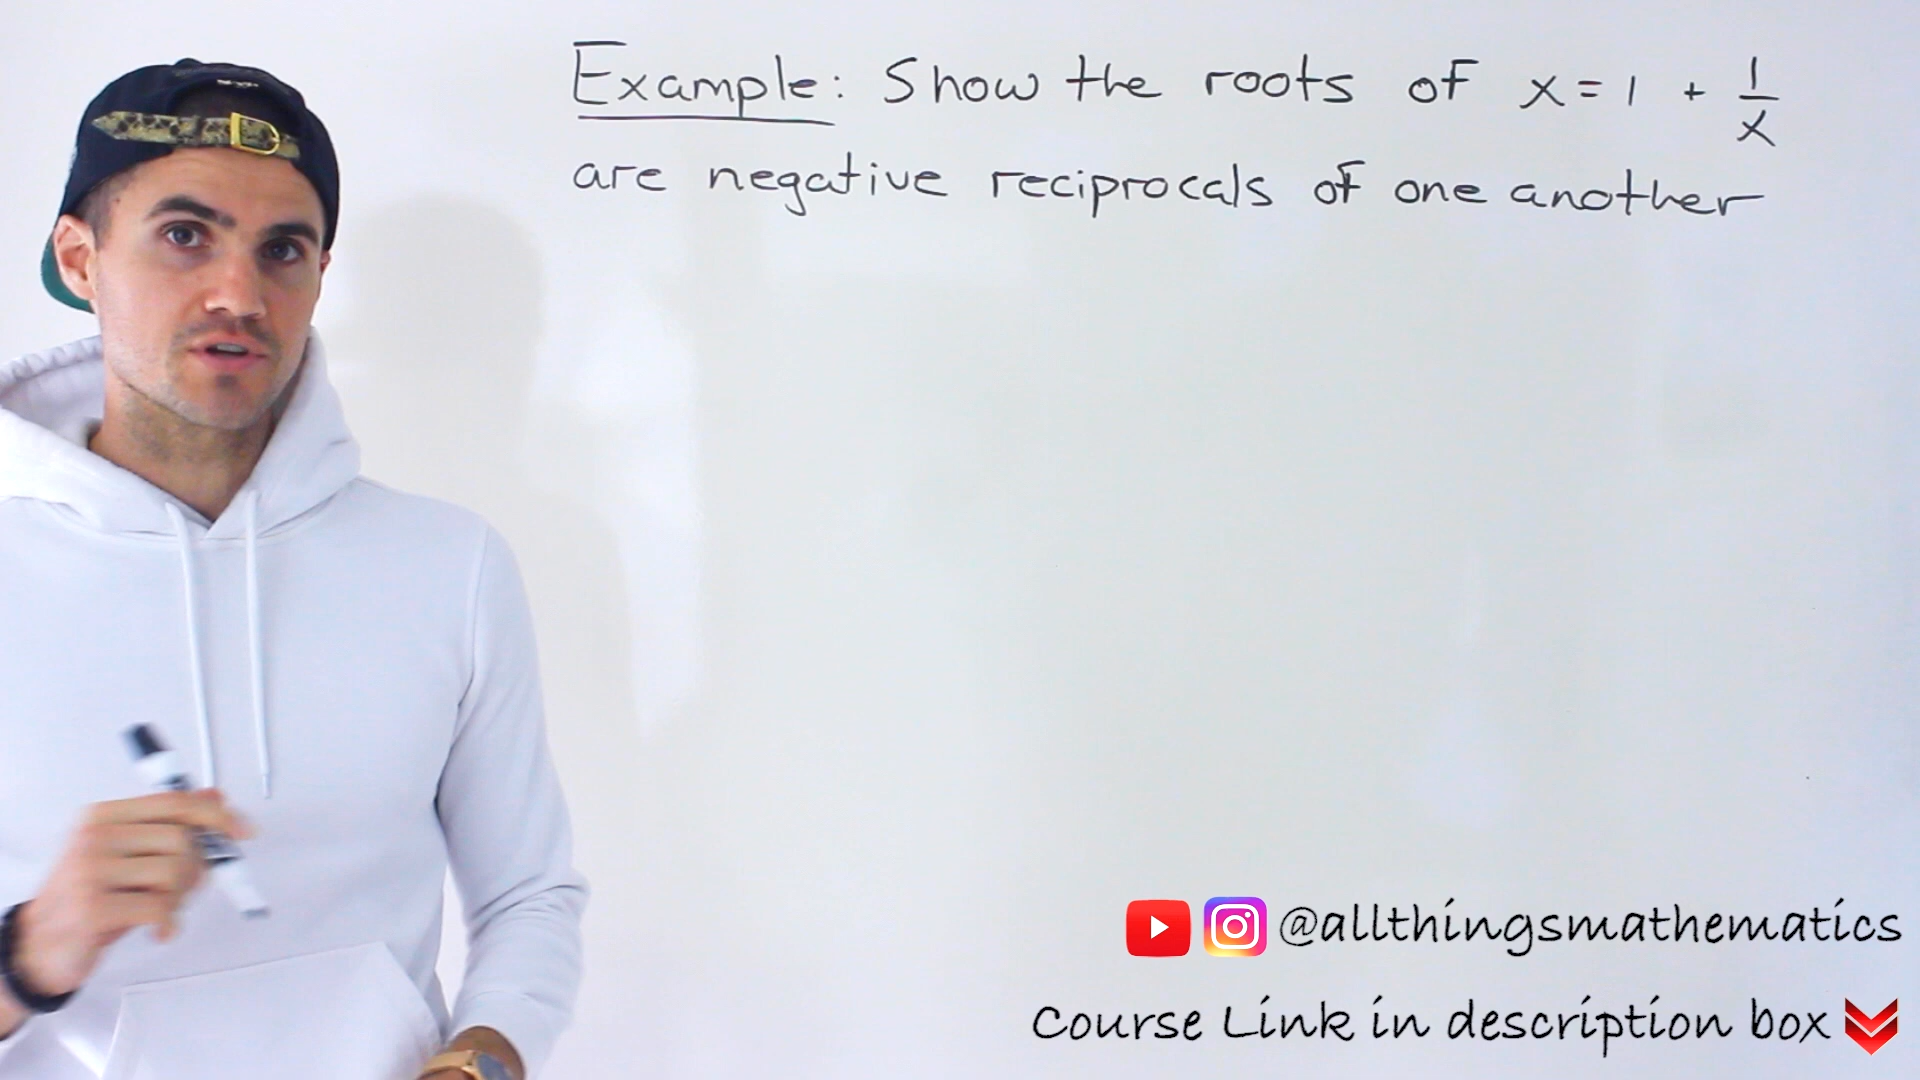 Example: Show the roots of x = 1 + 1/x
are negative reciprocals of one another
@allthingsmathematics
Course Link in description box